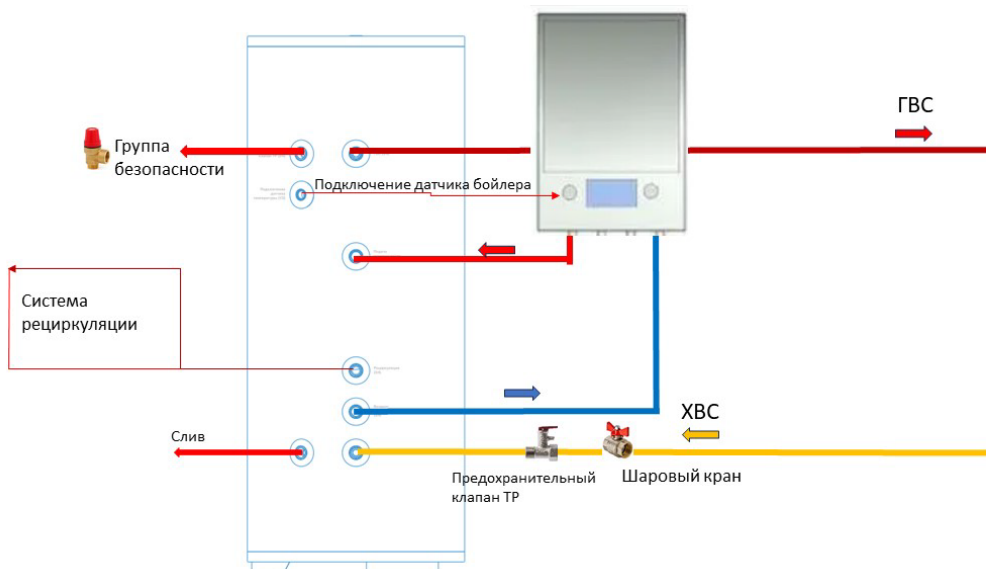 ГВС
Группа
безопасности
Подключение датчика бойлера
Система
рециркуляции
ХВС
Слив
Предохранительный
клапан ТР
Шаровый кран